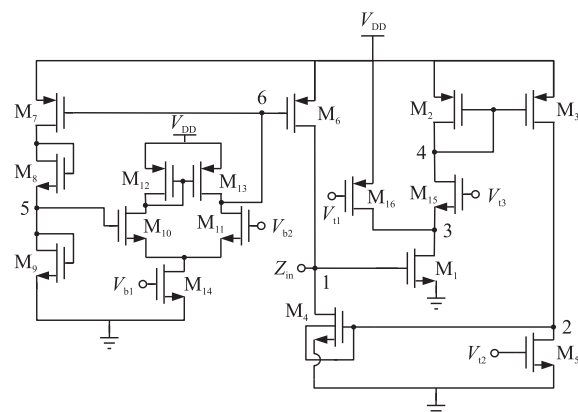 V_DD
M_7
6
M_6
M_2
M_3
V_DD
M_8
M_12
M_13
4
M_16
M_15
V_t3
V_t1
5
M_10
M_11
V_b2
3
M_9
Z_in
1
M_1
V_b1
M_14
M_4
2
V_t2
M_5